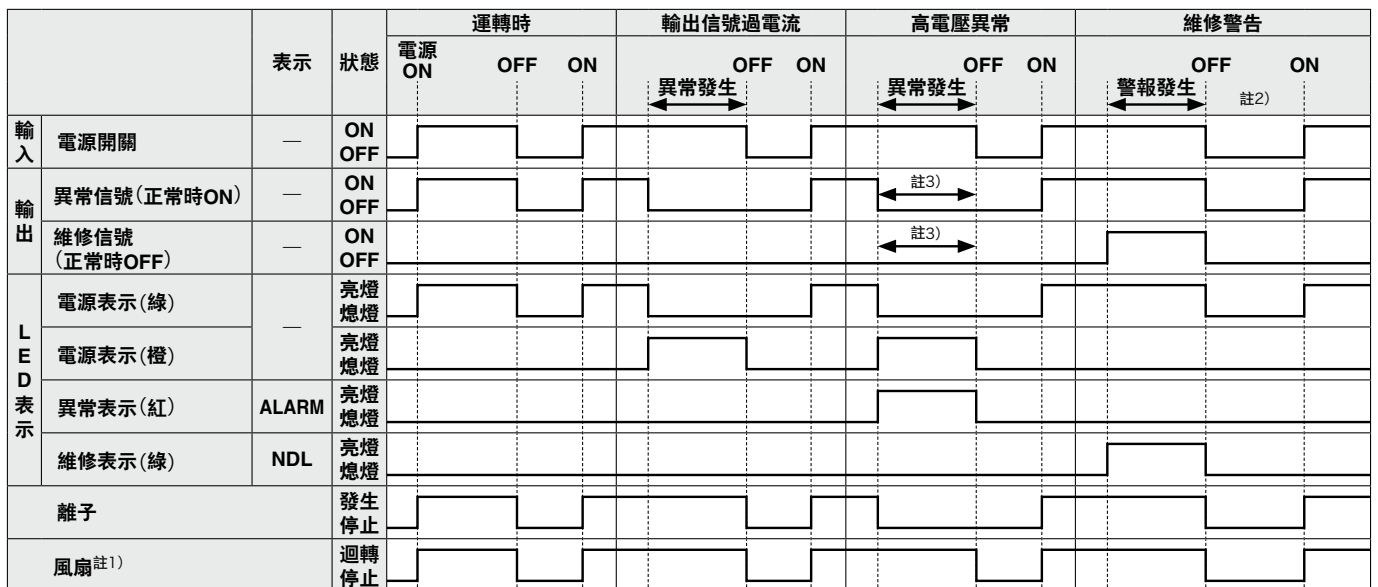 運轉時 輸出信號過電流 高電壓異常 維修警告
表示 狀態 電源 ON OFF ON OFF ON OFF ON OFF ON
異常發生 異常發生 警報發生 註2)
輸入 電源開關 — ON OFF
輸出 異常信號(正常時ON) — ON OFF 註3)
維修信號 (正常時OFF) — ON OFF 註3)
LED表示 電源表示(綠) — 亮燈 熄燈
電源表示(橙) 亮燈 熄燈
異常表示(紅) ALARM 亮燈 熄燈
維修表示(綠) NDL 亮燈 熄燈
離子 發生 停止
風扇註1) 迴轉 停止